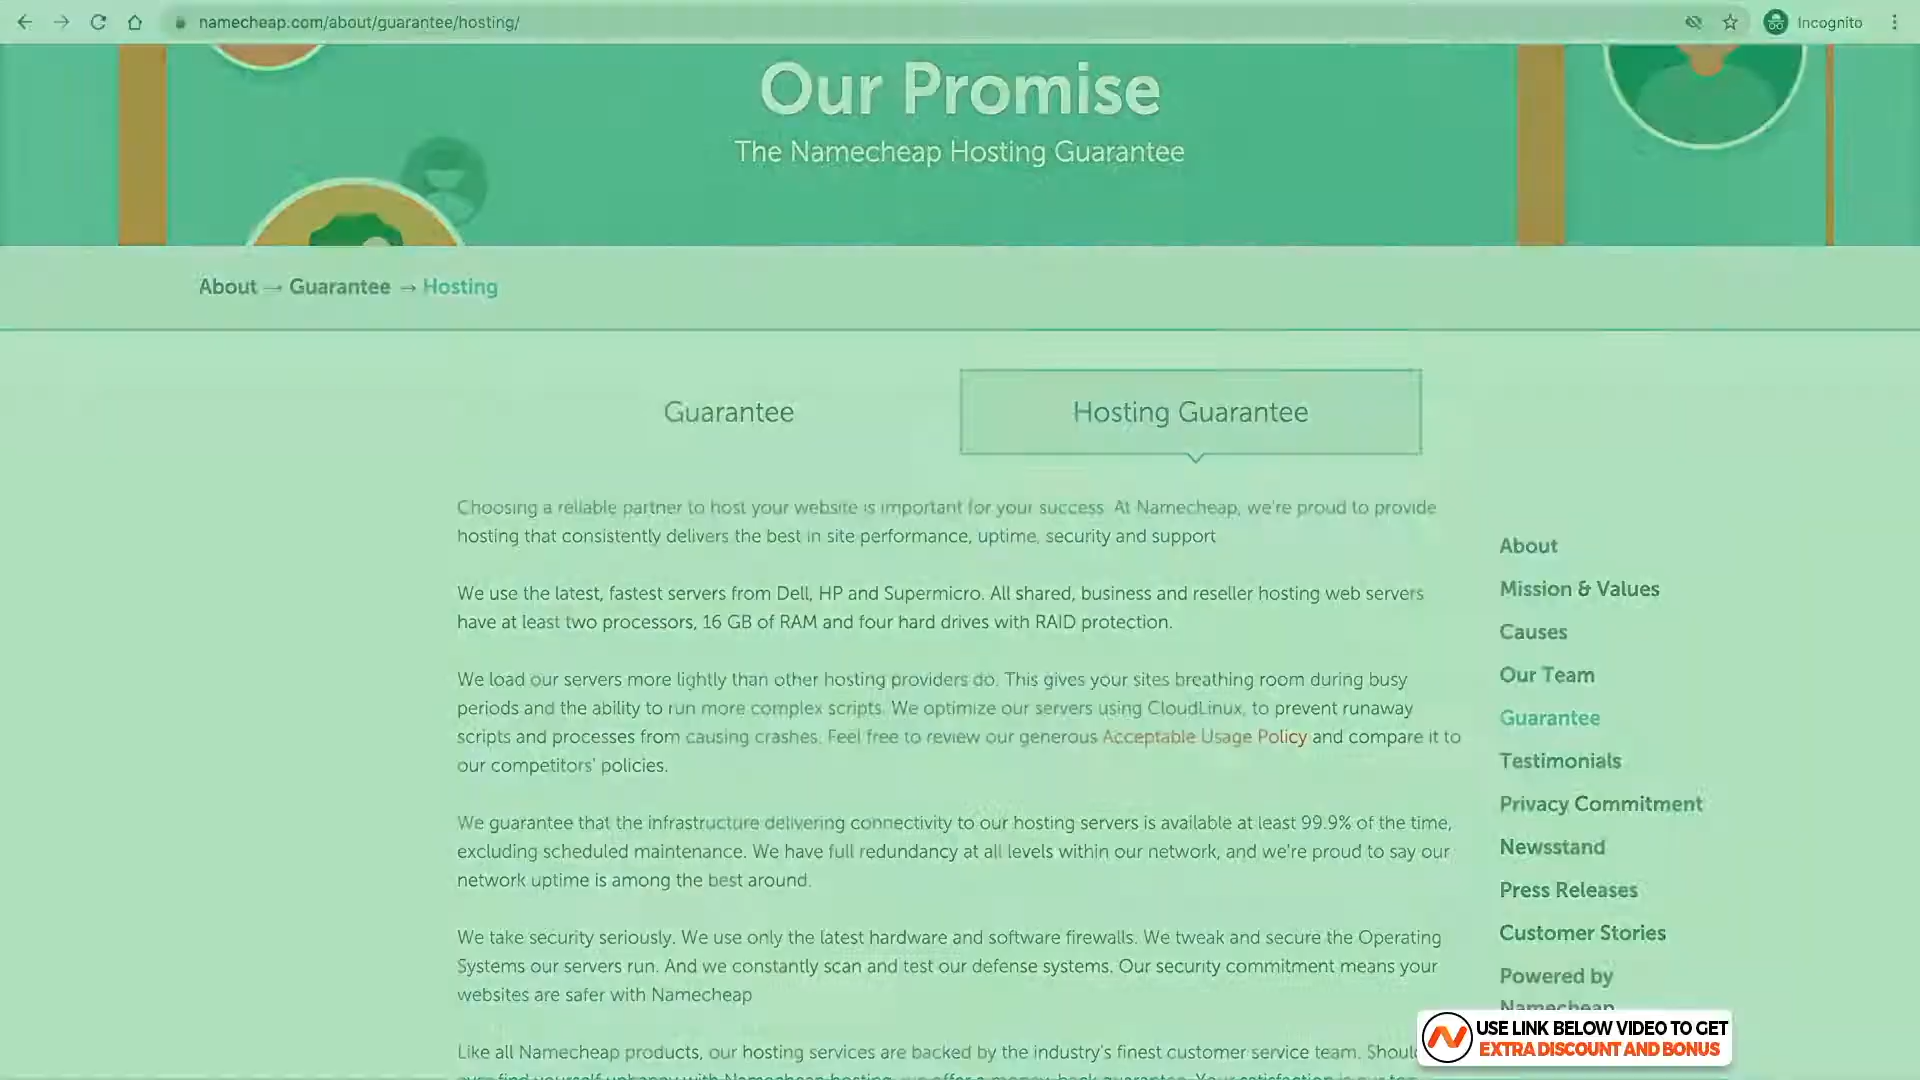 namecheap.com/about/guarantee/hosting/
Incognito
Our Promise
The Namecheap Hosting Guarantee
About → Guarantee → Hosting
Guarantee
Hosting Guarantee
Choosing a reliable partner to host your website is important for your success. At Namecheap, we're proud to provide
hosting that consistently delivers the best in site performance, uptime, security and support
We use the latest, fastest servers from Dell, HP and Supermicro. All shared, business and reseller hosting web servers
have at least two processors, 16 GB of RAM and four hard drives with RAID protection.
We load our servers more lightly than other hosting providers do. This gives your sites breathing room during busy
periods and the ability to run more complex scripts. We optimize our servers using CloudLinux, to prevent runaway
scripts and processes from causing crashes. Feel free to review our generous Acceptable Usage Policy and compare it to
our competitors' policies.
We guarantee that the infrastructure delivering connectivity to our hosting servers is available at least 99.9% of the time,
excluding scheduled maintenance. We have full redundancy at all levels within our network, and we're proud to say our
network uptime is among the best around.
We take security seriously. We use only the latest hardware and software firewalls. We tweak and secure the Operating
Systems our servers run. And we constantly scan and test our defense systems. Our security commitment means your
websites are safer with Namecheap
Like all Namecheap products, our hosting services are backed by the industry's finest customer service team. Should
About
Mission & Values
Causes
Our Team
Guarantee
Testimonials
Privacy Commitment
Newsstand
Press Releases
Customer Stories
Powered by
Namecheap
USE LINK BELOW VIDEO TO GET
EXTRA DISCOUNT AND BONUS